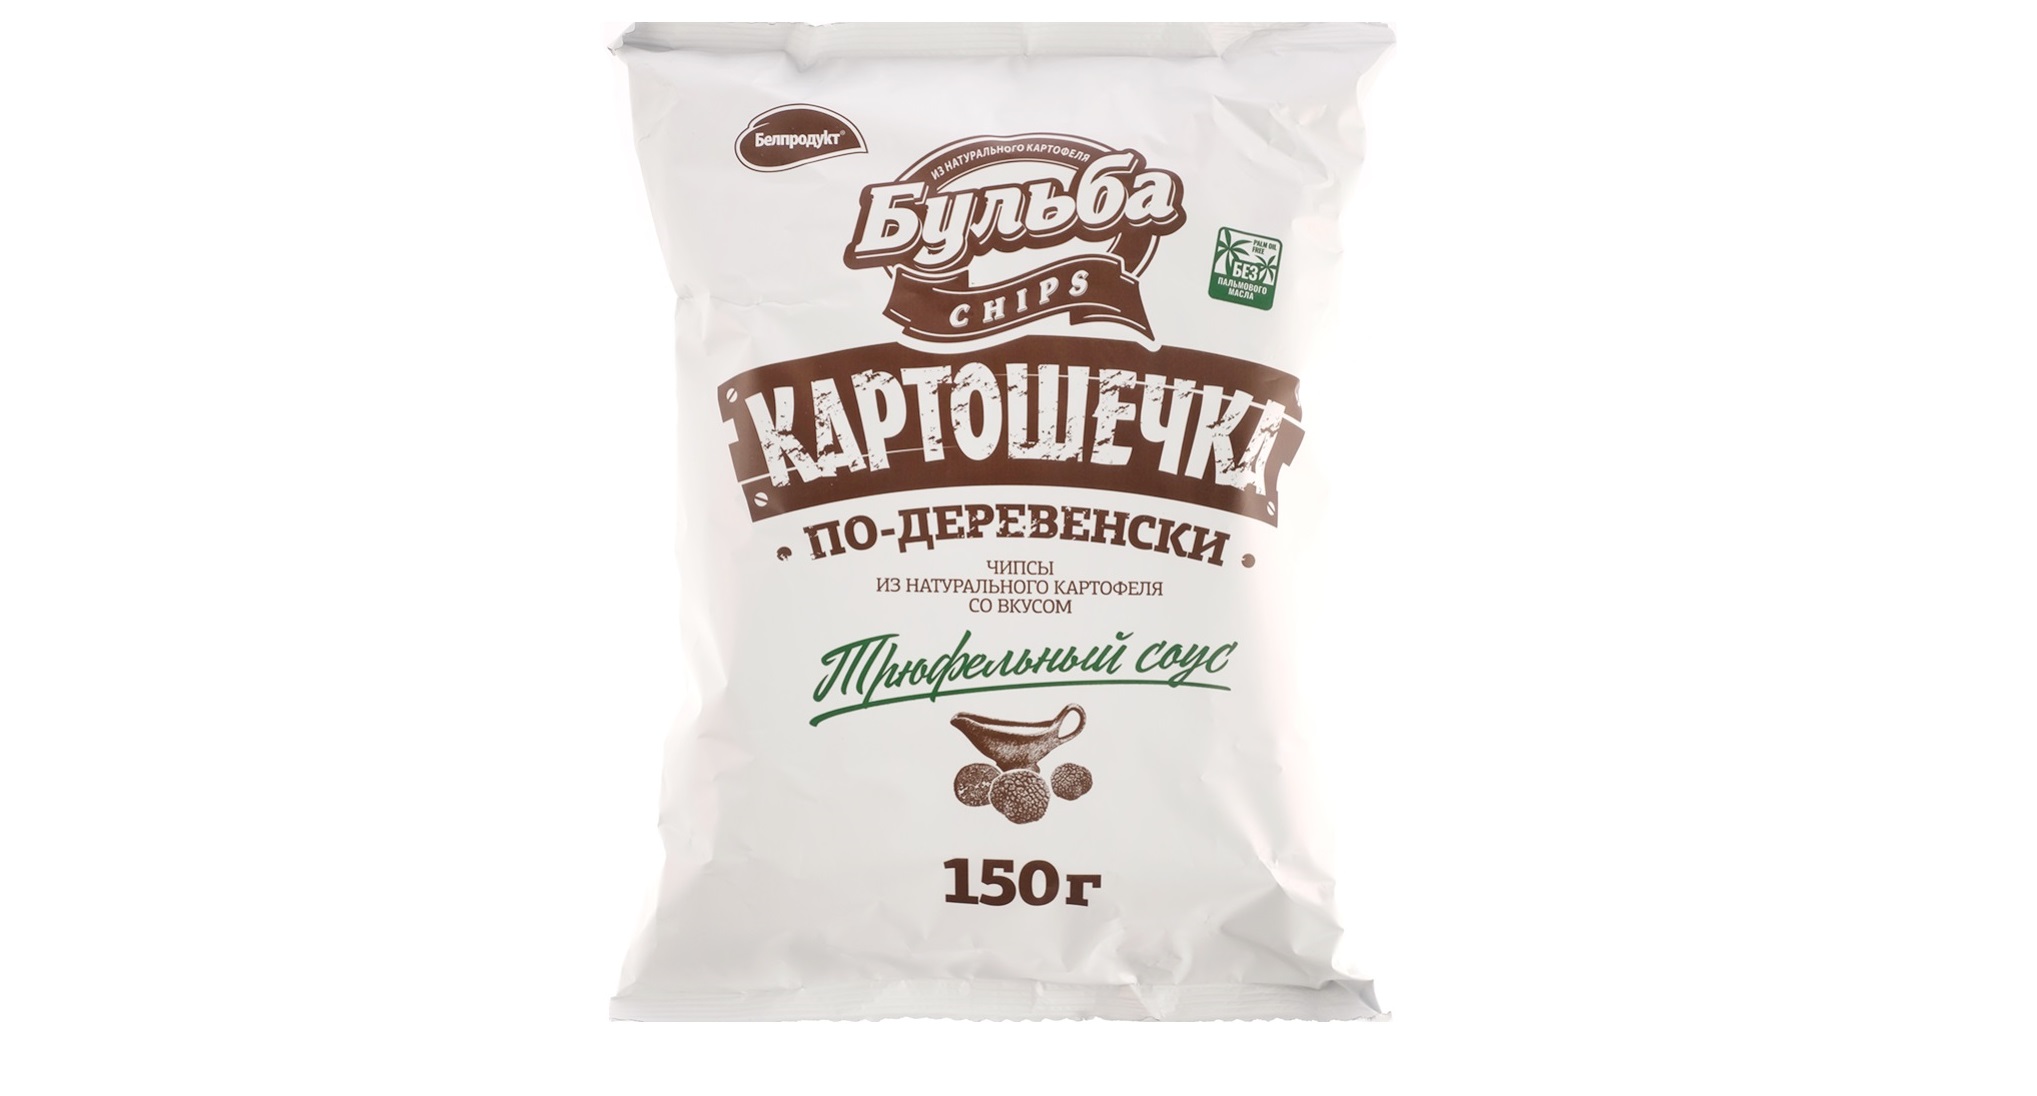 Белпродукт®
ИЗ НАТУРАЛЬНОГО КАРТОФЕЛЯ
Бульба
CHIPS
PALM OIL
FREE
БЕЗ
ПАЛЬМОВОГО
МАСЛА
КАРТОШЕЧКА
• ПО-ДЕРЕВЕНСКИ •
ЧИПСЫ
ИЗ НАТУРАЛЬНОГО КАРТОФЕЛЯ
СО ВКУСОМ
Трюфельный соус
150 г